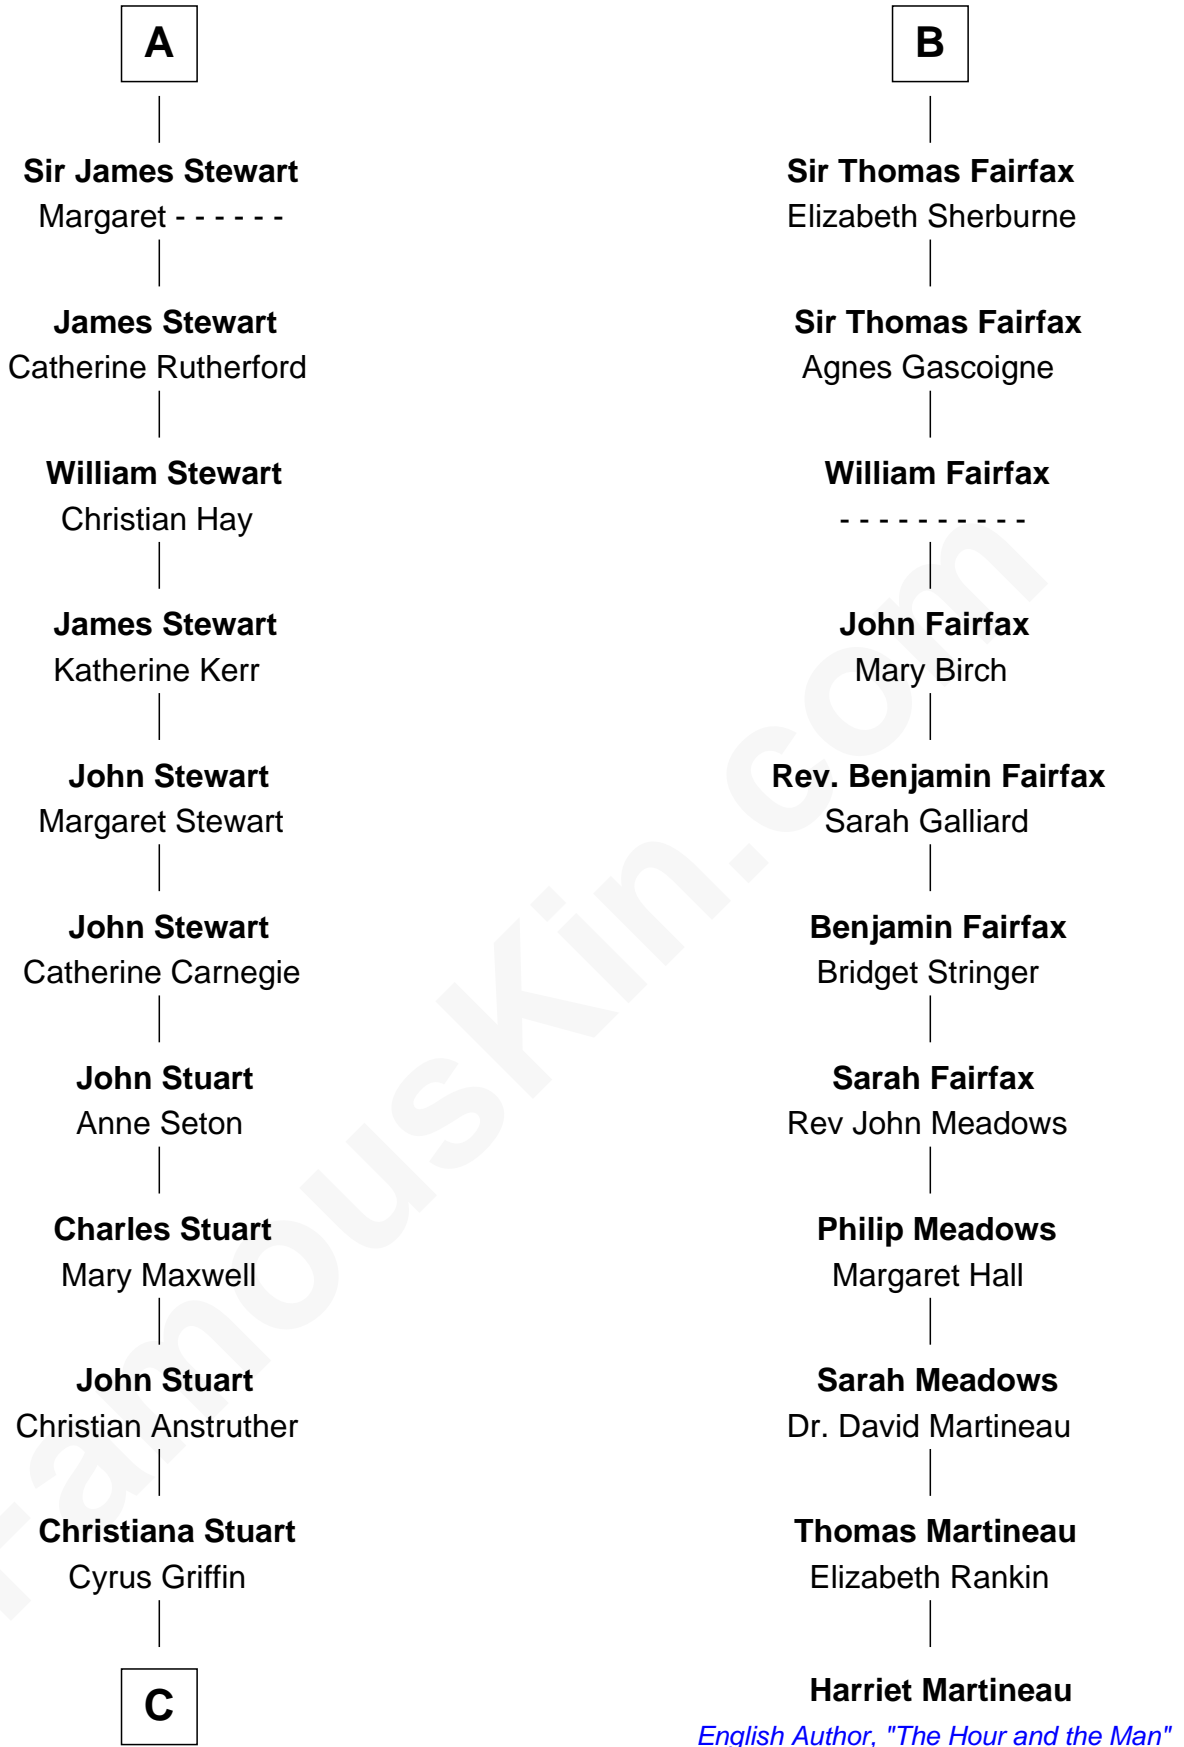 A
Sir James Stewart
Margaret - - - - - -
James Stewart
Catherine Rutherford
William Stewart
Christian Hay
James Stewart
Katherine Kerr
John Stewart
Margaret Stewart
John Stewart
Catherine Carnegie
John Stuart
Anne Seton
Charles Stuart
Mary Maxwell
John Stuart
Christian Anstruther
Christiana Stuart
Cyrus Griffin
C
B
Sir Thomas Fairfax
Elizabeth Sherburne
Sir Thomas Fairfax
Agnes Gascoigne
William Fairfax
- - - - - - - - - -
John Fairfax
Mary Birch
Rev. Benjamin Fairfax
Sarah Galliard
Benjamin Fairfax
Bridget Stringer
Sarah Fairfax
Rev John Meadows
Philip Meadows
Margaret Hall
Sarah Meadows
Dr. David Martineau
Thomas Martineau
Elizabeth Rankin
Harriet Martineau
English Author, "The Hour and the Man"
FamousKin.com